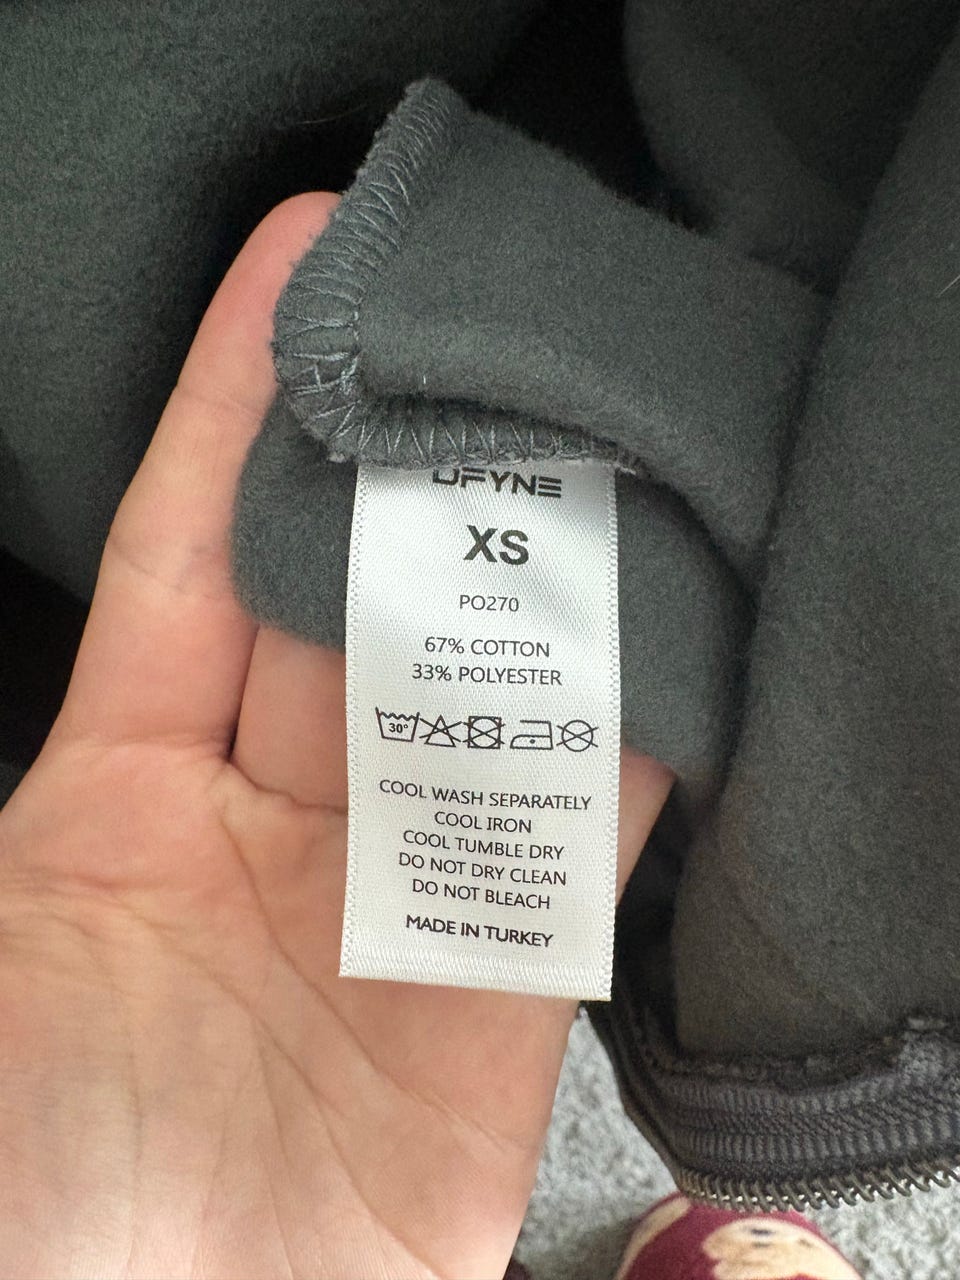 DFYNE
XS
PO270
67% COTTON
33% POLYESTER
30°
COOL WASH SEPARATELY
COOL IRON
COOL TUMBLE DRY
DO NOT DRY CLEAN
DO NOT BLEACH
MADE IN TURKEY